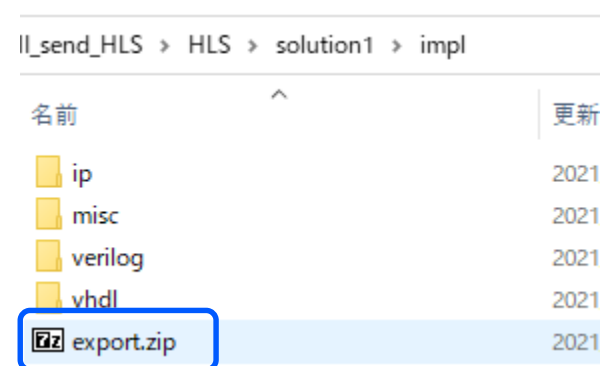 ll_send_HLS > HLS > solution1 > impl
名前 更新
ip 2021
misc 2021
verilog 2021
vhdl 2021
export.zip 2021